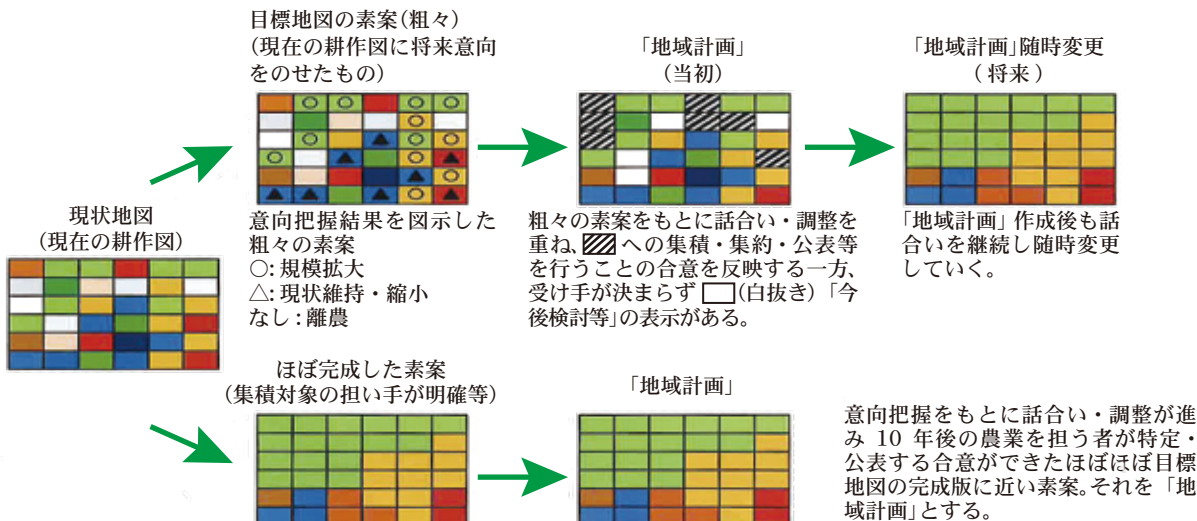 目標地図の素案(粗々)
(現在の耕作図に将来意向
をのせたもの)
「地域計画」
(当初)
「地域計画」随時変更
(将来)
現状地図
(現在の耕作図)
意向把握結果を図示した
粗々の素案
○:規模拡大
△:現状維持・縮小
なし:離農
粗々の素案をもとに話合い・調整を
重ね、への集積・集約・公表等
を行うことの合意を反映する一方、
受け手が決まらず(白抜き)「今
後検討等」の表示がある。
「地域計画」作成後も話
合いを継続し随時変更
していく。
ほぼ完成した素案
(集積対象の担い手が明確等)
「地域計画」
意向把握をもとに話合い・調整が進
み 10 年後の農業を担う者が特定・
公表する合意ができたほぼほぼ目標
地図の完成版に近い素案。それを「地
域計画」とする。